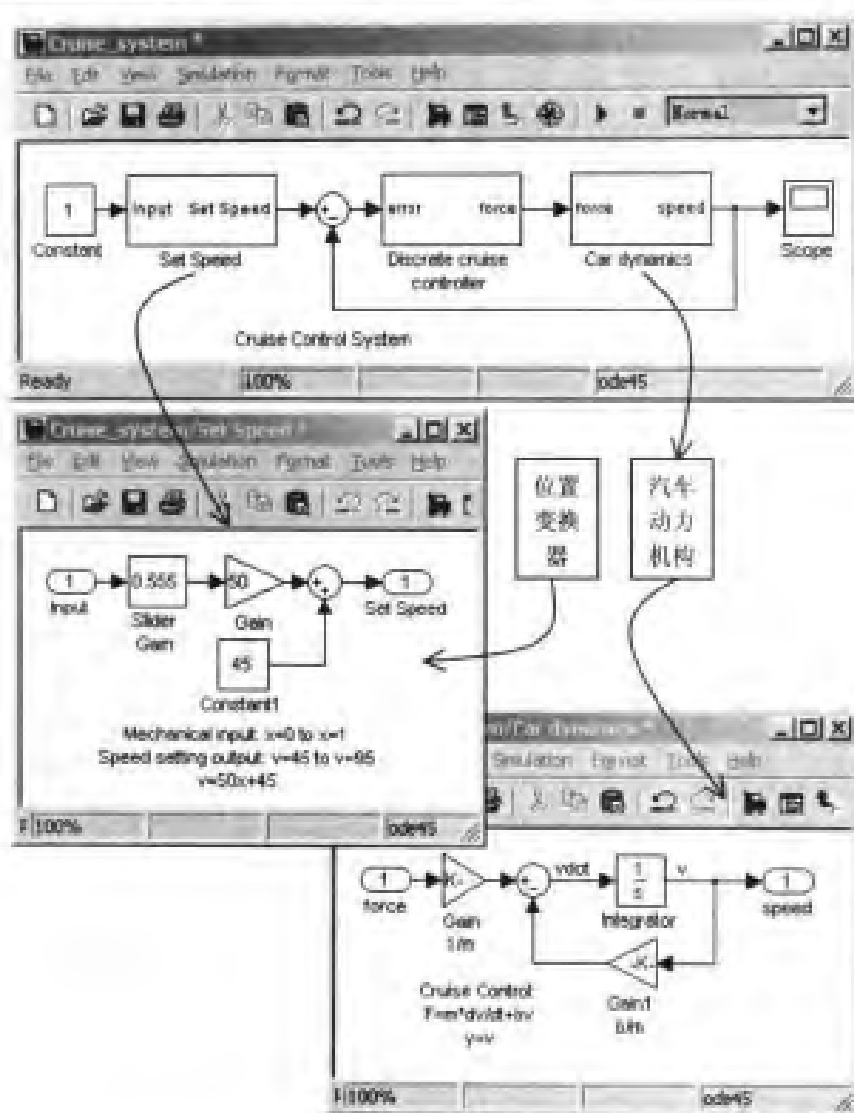 Cruise_system *
File Edit View Simulation Format Tools Help
Normal
1
Constant
Input Set Speed
Set Speed
error force
Discrete cruise
controller
force speed
Car dynamics
Scope
Cruise Control System
Ready 100% ode45
Cruise_system/Set Speed *
File Edit View Simulation Format Tools Help
1
Input
0.555
Slider
Gain
50
Gain
1
Set Speed
45
Constant1
Mechanical input: x=0 to x=1
Speed setting output: v=45 to v=95
v=50x+45
100% ode45
位置
变换
器
汽车
动力
机构
/Car dynamics *
Simulation Format Tools Help
1
force
-K-
Gain
1/m
vdot
1
s
Integrator
v
1
speed
-K-
Gain1
b/m
Cruise Control
F=m*dv/dt+bv
y=v
100% ode45